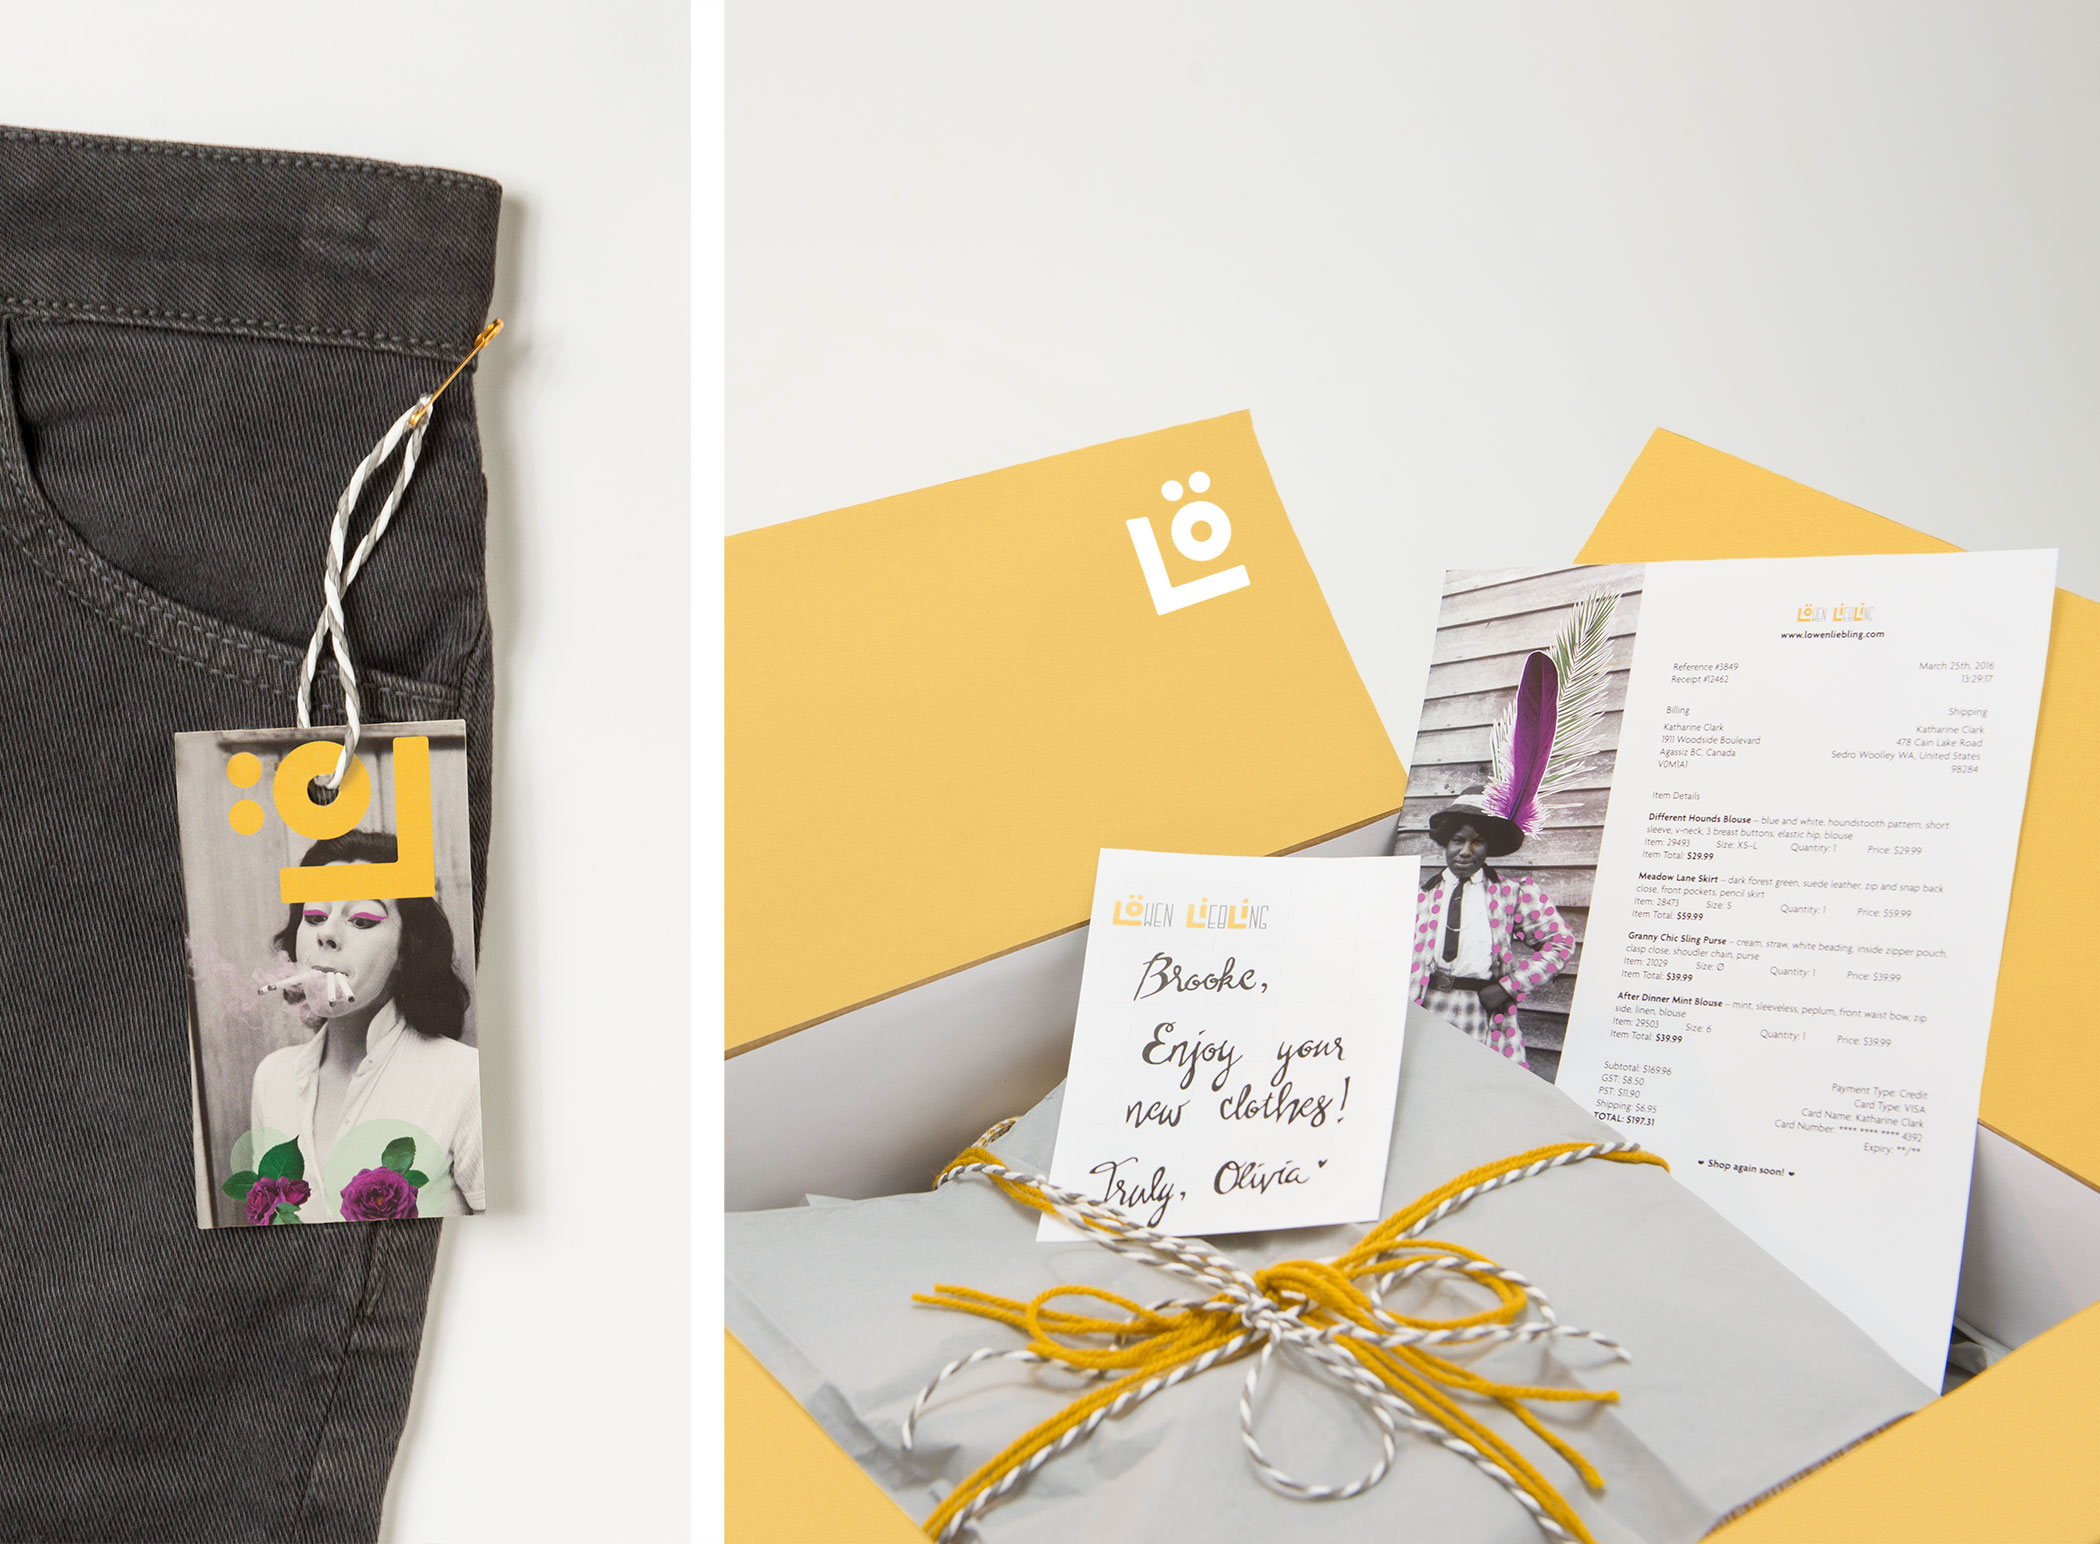 LÖ
LÖ
LÖWEN LIEBLING
Brooke,
Enjoy your
new clothes!
Truly, Olivia
LÖWEN LIEBLING
www.lowenliebling.com
Reference #3849
Receipt #12462
March 25th, 2016
13:29:17
Billing
Katharine Clark
1911 Woodside Boulevard
Agassiz BC, Canada
V0M1A1
Shipping
Katharine Clark
478 Cain Lake Road
Sedro Woolley WA, United States
98284
Item Details
Different Hounds Blouse – blue and white, houndstooth pattern, short
sleeve, v-neck, 3 breast buttons, elastic hip, blouse
Item: 29493 Size: XS-L Quantity: 1 Price: $29.99
Item Total: $29.99
Meadow Lane Skirt – dark forest green, suede leather, zip and snap back
close, front pockets, pencil skirt
Item: 28473 Size: S Quantity: 1 Price: $59.99
Item Total: $59.99
Granny Chic Sling Purse – cream, straw, white beading, inside zipper pouch,
clasp close, shoudler chain, purse
Item: 21029 Size: Ø Quantity: 1 Price: $39.99
Item Total: $39.99
After Dinner Mint Blouse – mint, sleeveless, peplum, front waist bow, zip
side, linen, blouse
Item: 29503 Size: 6 Quantity: 1 Price: $39.99
Item Total: $39.99
Subtotal: $169.96
GST: $8.50
PST: $11.90
Shipping: $6.95
TOTAL: $197.31
Payment Type: Credit
Card Type: VISA
Card Name: Katharine Clark
Card Number: **** **** **** 4392
Expiry: **/**
Shop again soon!